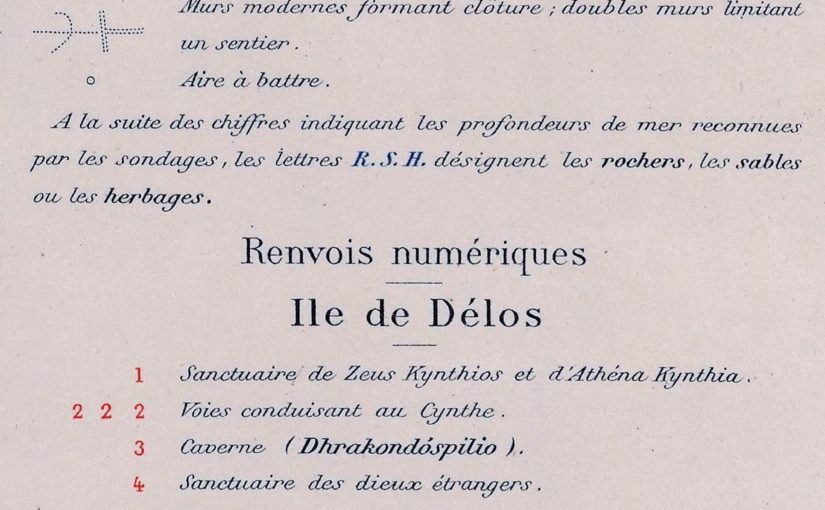 Murs modernes formant clôture ; doubles murs limitant
un sentier.
Aire à battre.
A la suite des chiffres indiquant les profondeurs de mer reconnues
par les sondages, les lettres R.S.H. désignent les rochers, les sables
ou les herbages.
Renvois numériques
Ile de Délos
1 Sanctuaire de Zeus Kynthios et d'Athéna Kynthia.
2 2 2 Voies conduisant au Cynthe.
3 Caverne (Dhrakondóspilio).
4 Sanctuaire des dieux étrangers.